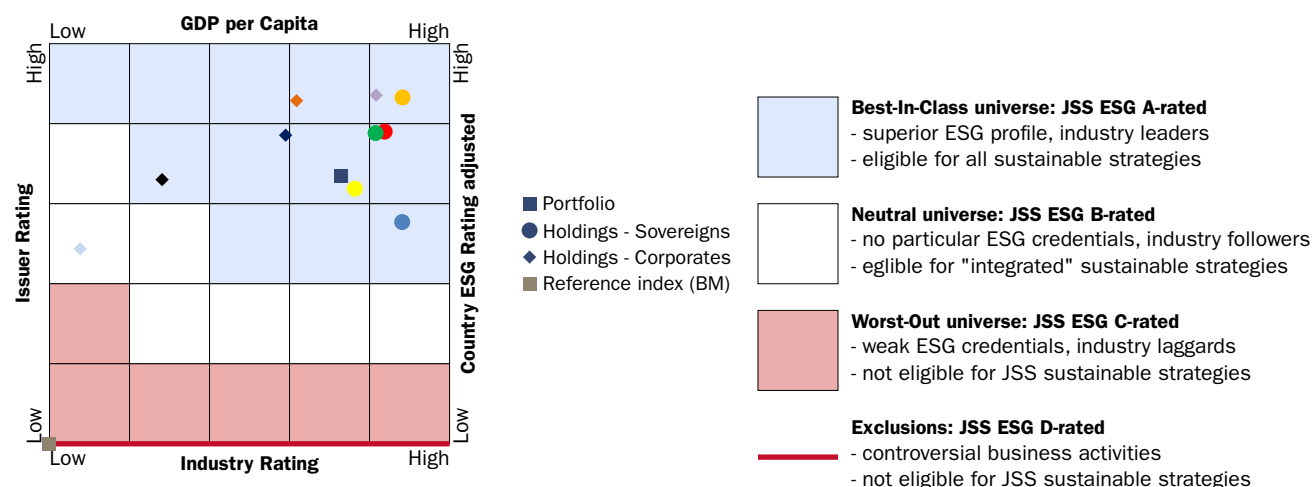 GDP per Capita
Low
High
High
High
Issuer Rating
Country ESG Rating adjusted
Low
Low
Low
High
Industry Rating
Portfolio
Holdings - Sovereigns
Holdings - Corporates
Reference index (BM)
Best-In-Class universe: JSS ESG A-rated
- superior ESG profile, industry leaders
- eligible for all sustainable strategies
Neutral universe: JSS ESG B-rated
- no particular ESG credentials, industry followers
- eglible for "integrated" sustainable strategies
Worst-Out universe: JSS ESG C-rated
- weak ESG credentials, industry laggards
- not eligible for JSS sustainable strategies
Exclusions: JSS ESG D-rated
- controversial business activities
- not eligible for JSS sustainable strategies